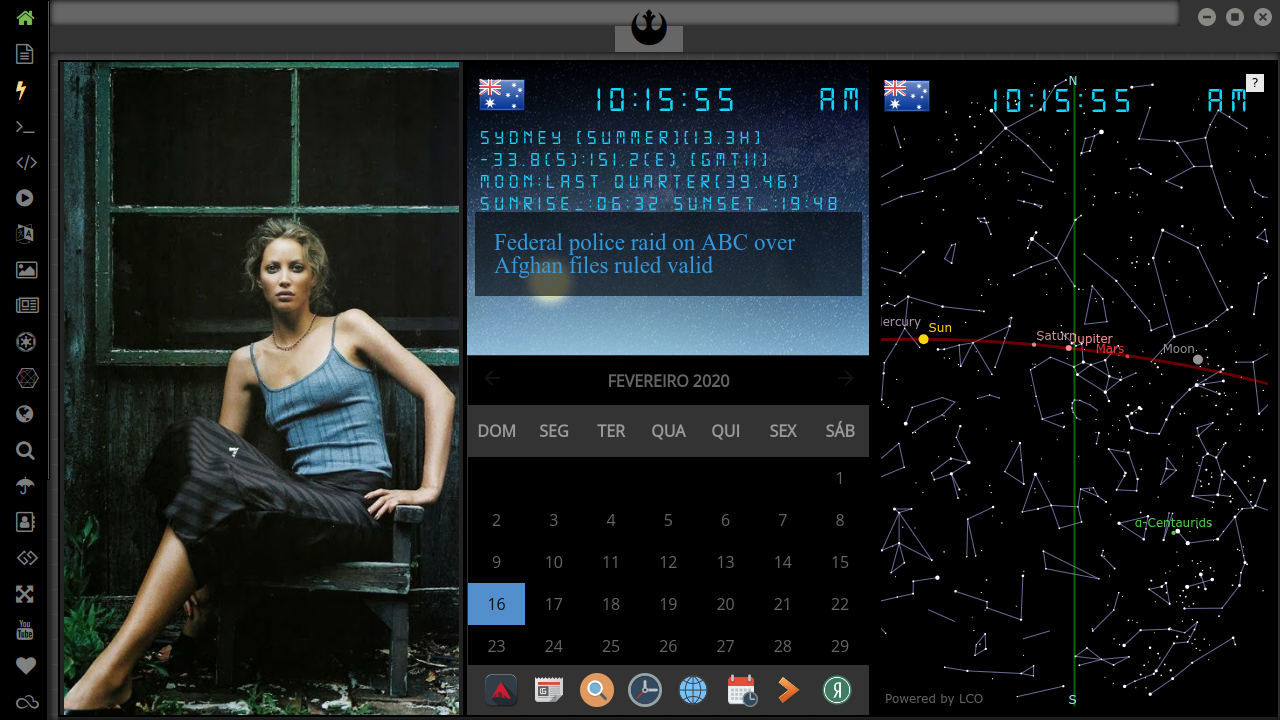 10:15:55 AM
SYDNEY (SUMMER)[13.3H]
-33.8(S):151.2(E) (GMT11)
MOON:LAST QUARTER[39.46]
SUNRISE_:06:32 SUNSET_:19:48
Federal police raid on ABC over
Afghan files ruled valid
FEVEREIRO 2020
DOM SEG TER QUA QUI SEX SÁB
1
2 3 4 5 6 7 8
9 10 11 12 13 14 15
16 17 18 19 20 21 22
23 24 25 26 27 28 29
Я
You
Tube
N
?
10:15:55 AM
ercury
Sun
Saturn
upiter
Mars
Moon
α-Centaurids
Powered by LCO
S